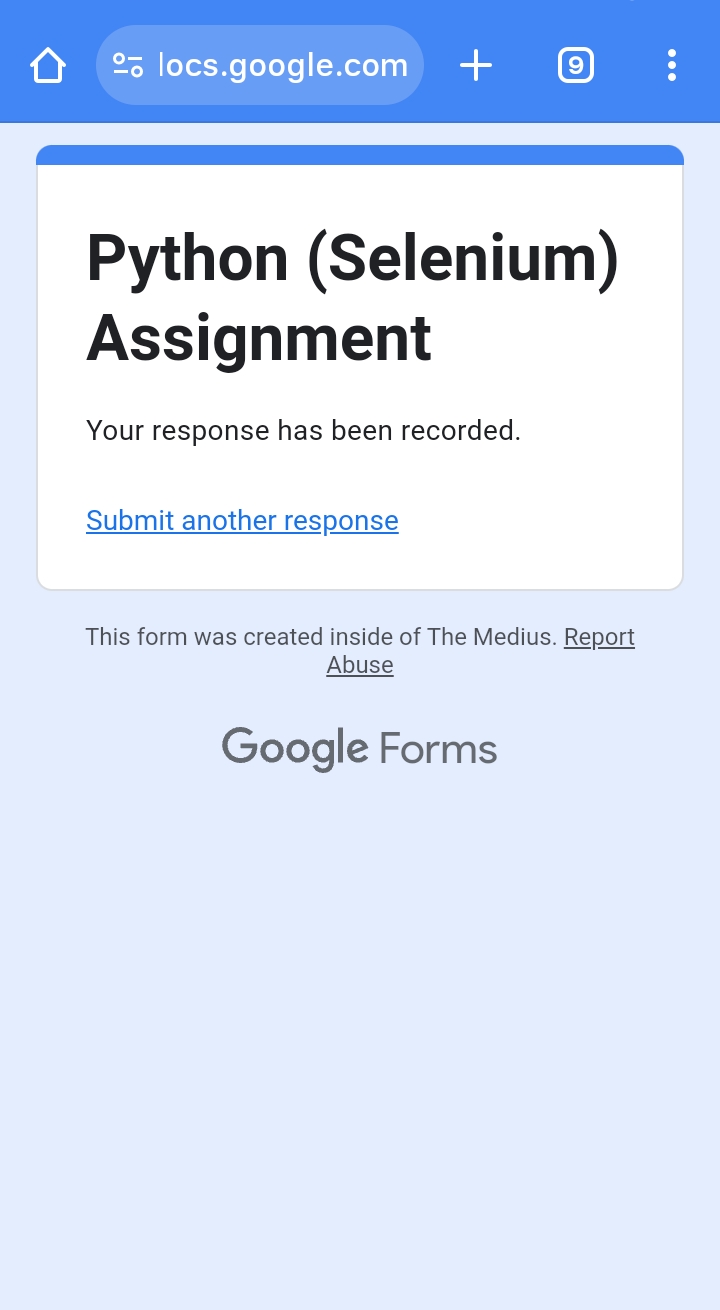 locs.google.com
9
Python (Selenium)
Assignment
Your response has been recorded.
Submit another response
This form was created inside of The Medius. Report
Abuse
Google Forms